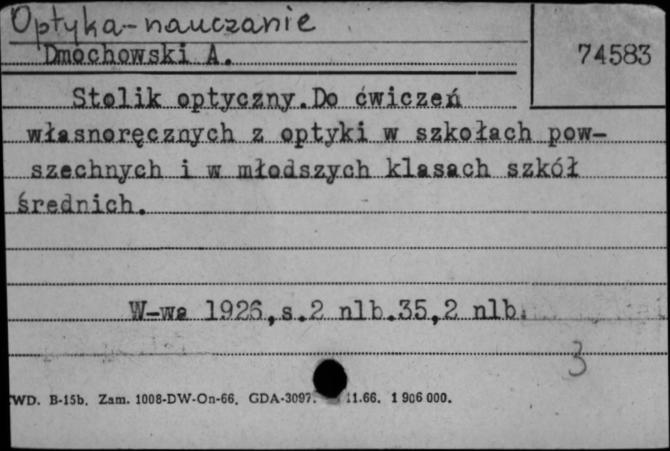 Optyka-nauczanie
Dmochowski A.
74583
Stolik optyczny. Do ćwiczeń
własnoręcznych z optyki w szkołach pow-
szechnych i w młodszych klasach szkół
średnich.
W-wa 1926, s. 2 nlb. 35, 2 nlb.
3
WD. B-15b. Zam. 1008-DW-On-66. GDA-3097. 11.66. 1 906 000.